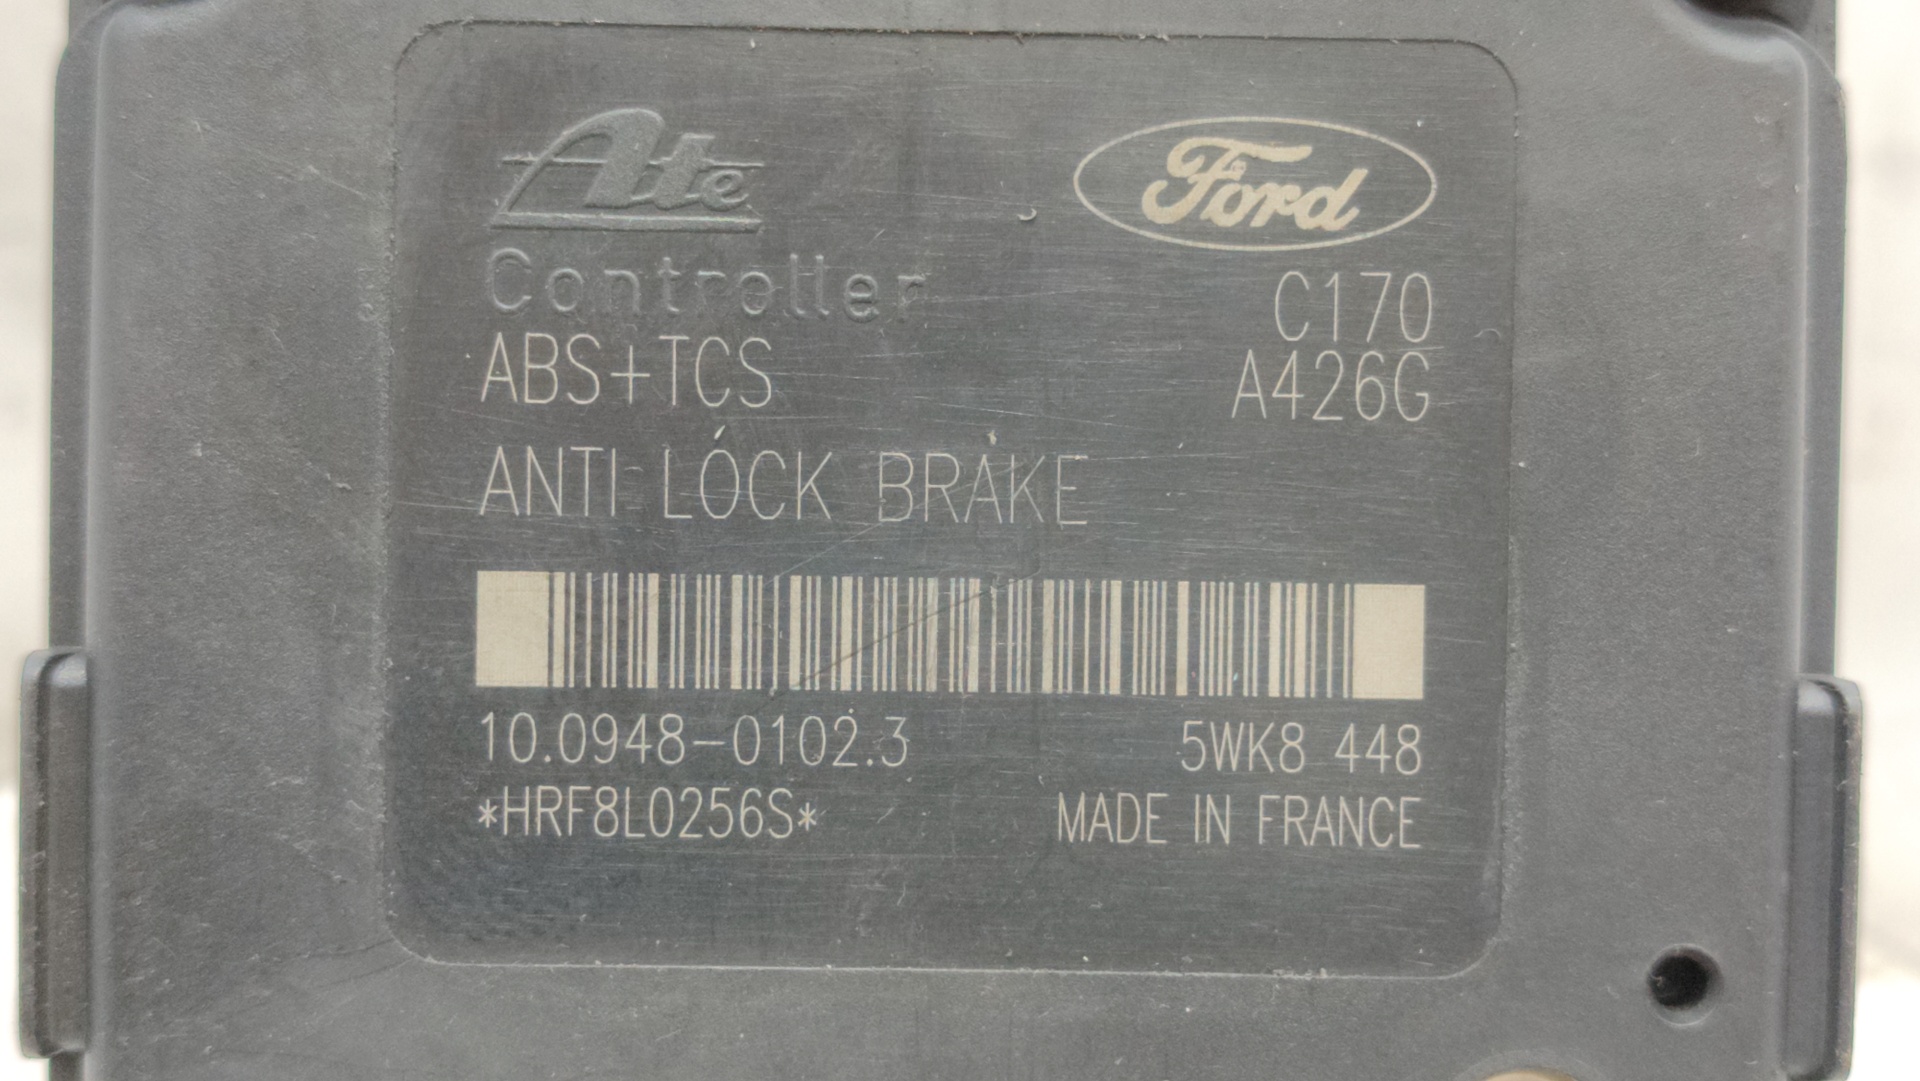 Ate
Ford
Controller
C170
ABS+TCS
A426G
ANTI LOCK BRAKE
10.0948-0102.3
5WK8 448
*HRF8L0256S*
MADE IN FRANCE